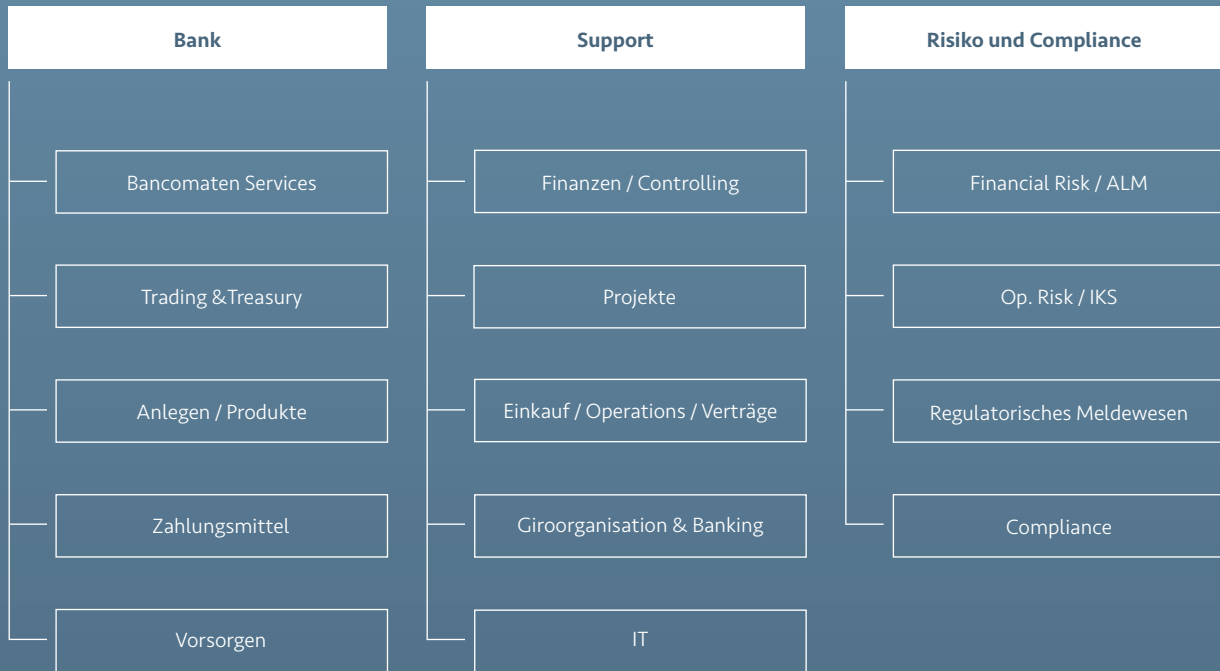 Bank
Bancomaten Services
Trading &Treasury
Anlegen / Produkte
Zahlungsmittel
Vorsorgen
Support
Finanzen / Controlling
Projekte
Einkauf / Operations / Verträge
Giroorganisation & Banking
IT
Risiko und Compliance
Financial Risk / ALM
Op. Risk / IKS
Regulatorisches Meldewesen
Compliance